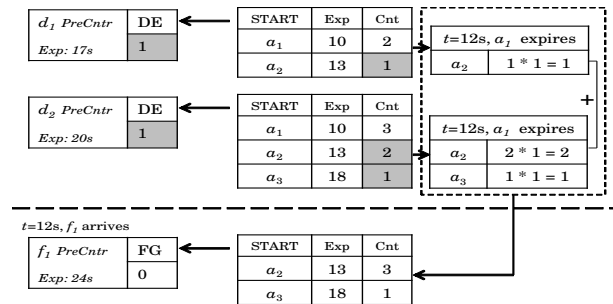 d1 PreCntr DE
Exp: 17s 1
START Exp Cnt
a1 10 2
a2 13 1
t=12s, a1 expires
a2 1 * 1 = 1
+
d2 PreCntr DE
Exp: 20s 1
START Exp Cnt
a1 10 3
a2 13 2
a3 18 1
t=12s, a1 expires
a2 2 * 1 = 2
a3 1 * 1 = 1
t=12s, f1 arrives
f1 PreCntr FG
Exp: 24s 0
START Exp Cnt
a2 13 3
a3 18 1